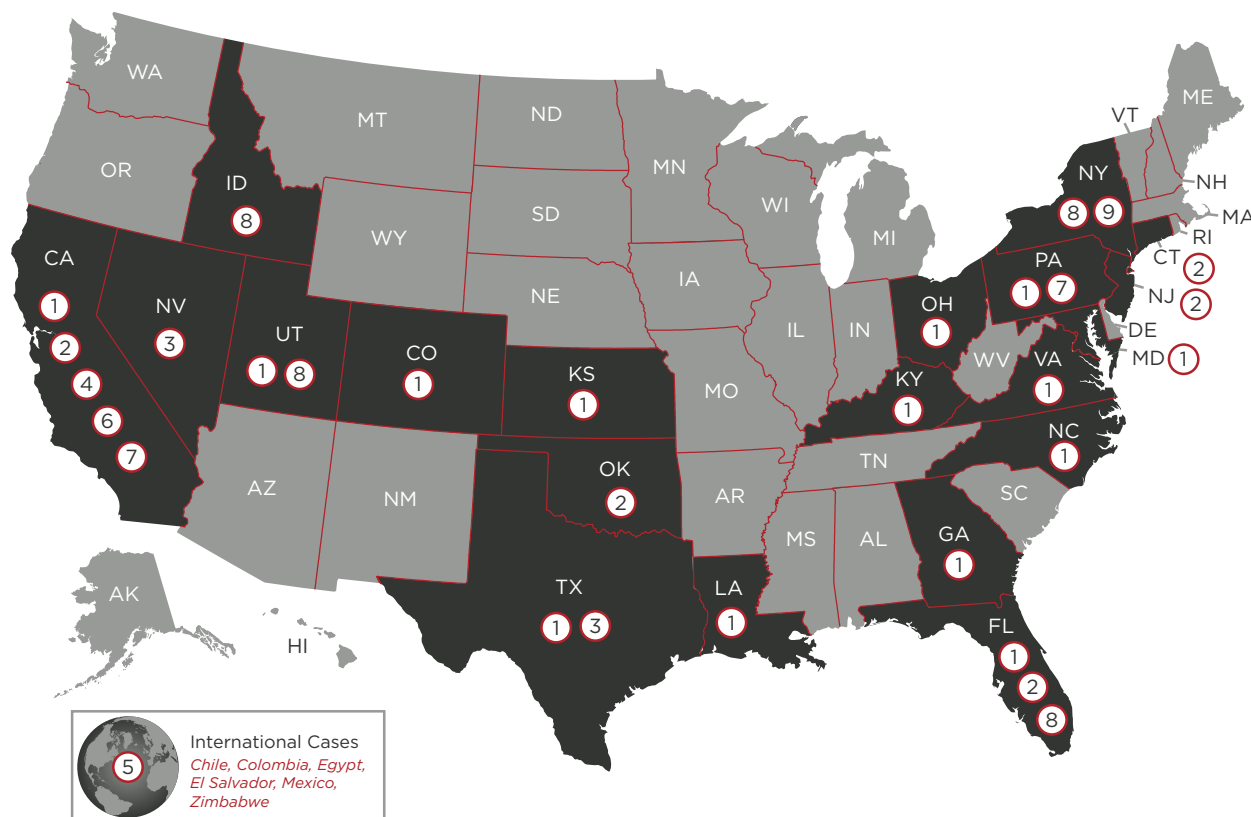 WA
MT
ND
MN
ME
VT
OR
ID
8
SD
WI
MI
NY
8 9
NH
MA
RI
CT
2
WY
CA
1
2
4
6
7
NV
3
UT
1 8
CO
1
NE
IA
IL
IN
OH
1
PA
1 7
NJ
2
DE
MD 1
WV
VA
1
KS
1
MO
KY
1
NC
1
TN
SC
AZ
NM
OK
2
AR
MS
AL
GA
1
TX
1 3
LA
1
FL
1
2
8
AK
HI
5
International Cases
Chile, Colombia, Egypt,
El Salvador, Mexico,
Zimbabwe